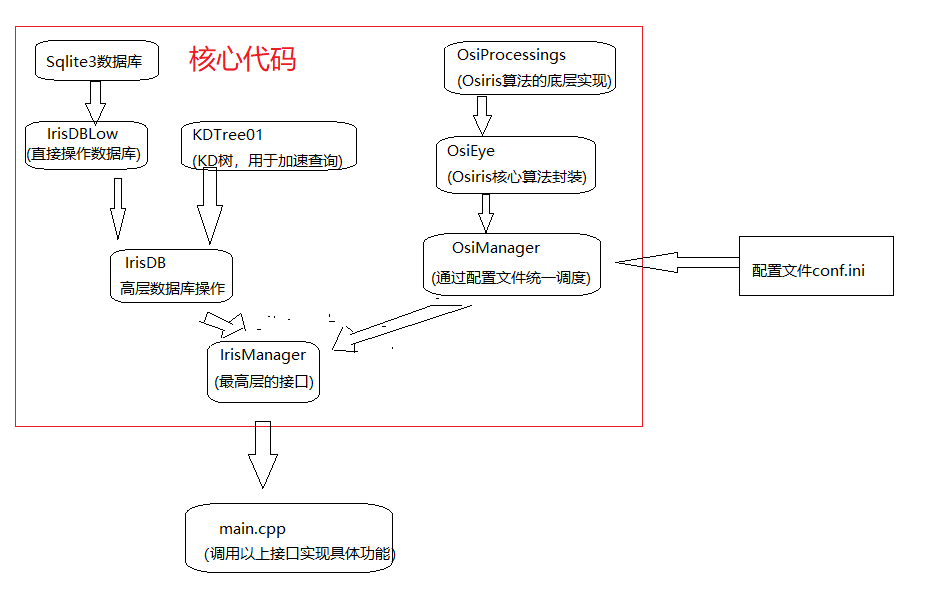 核心代码
Sqlite3数据库
IrisDBLow
(直接操作数据库)
KDTree01
(KD树，用于加速查询)
IrisDB
高层数据库操作
OsiProcessings
(Osiris算法的底层实现)
OsiEye
(Osiris核心算法封装)
OsiManager
(通过配置文件统一调度)
配置文件conf.ini
IrisManager
(最高层的接口)
main.cpp
(调用以上接口实现具体功能)